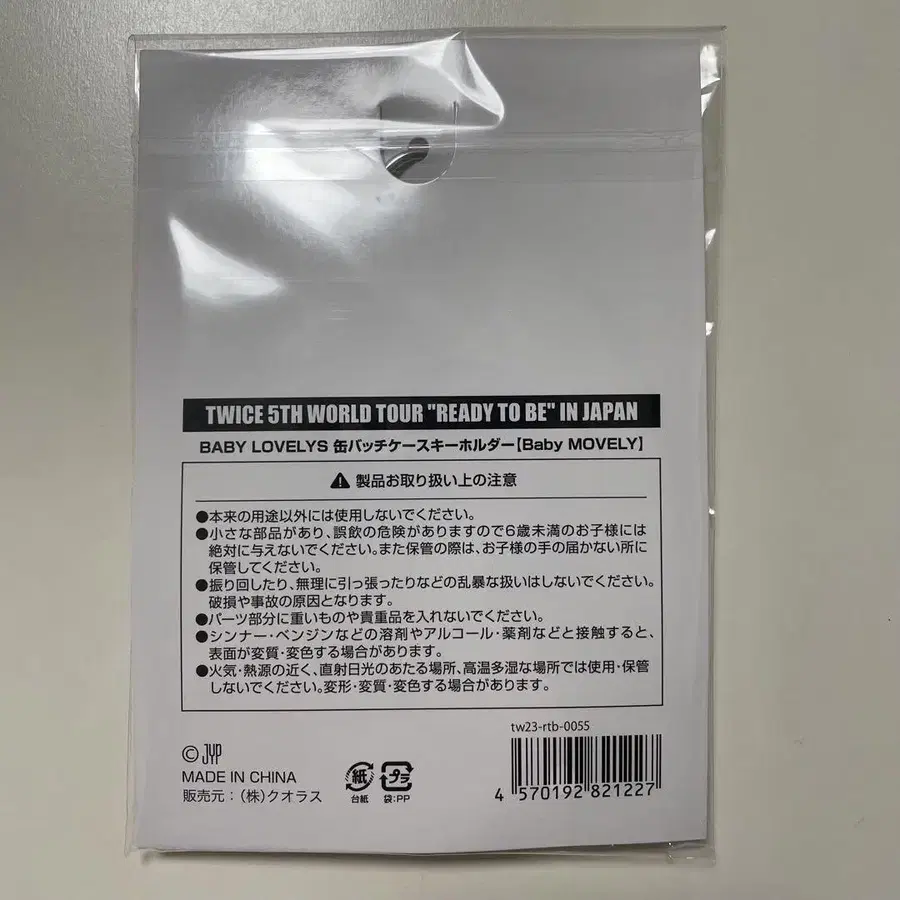 TWICE 5TH WORLD TOUR "READY TO BE" IN JAPAN
BABY LOVELYS 缶バッチケースキーホルダー【Baby MOVELY】
製品お取り扱い上の注意
●本来の用途以外には使用しないでください。
●小さな部品があり、誤飲の危険がありますので6歳未満のお子様には
絶対に与えないでください。また保管の際は、お子様の手の届かない所に
保管してください。
●振り回したり、無理に引っ張ったりなどの乱暴な扱いはしないでください。
破損や事故の原因となります。
●パーツ部分に重いものや貴重品を入れないでください。
●シンナー・ベンジンなどの溶剤やアルコール・薬剤などと接触すると、
表面が変質・変色する場合があります。
●火気・熱源の近く、直射日光のあたる場所、高温多湿な場所では使用・保管
しないでください。変形・変質・変色する場合があります。
tw23-rtb-0055
© JYP
MADE IN CHINA
販売元：（株）クオラス
紙
台紙
プラ
袋:PP
4 570192 821227